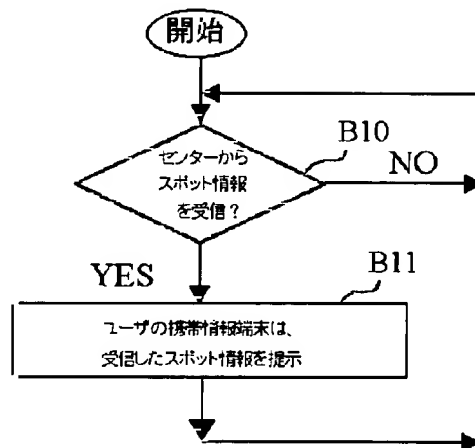 開始
B10
センターから
スポット情報
を受信？
NO
YES
B11
ユーザの携帯情報端末は、
受信したスポット情報を提示